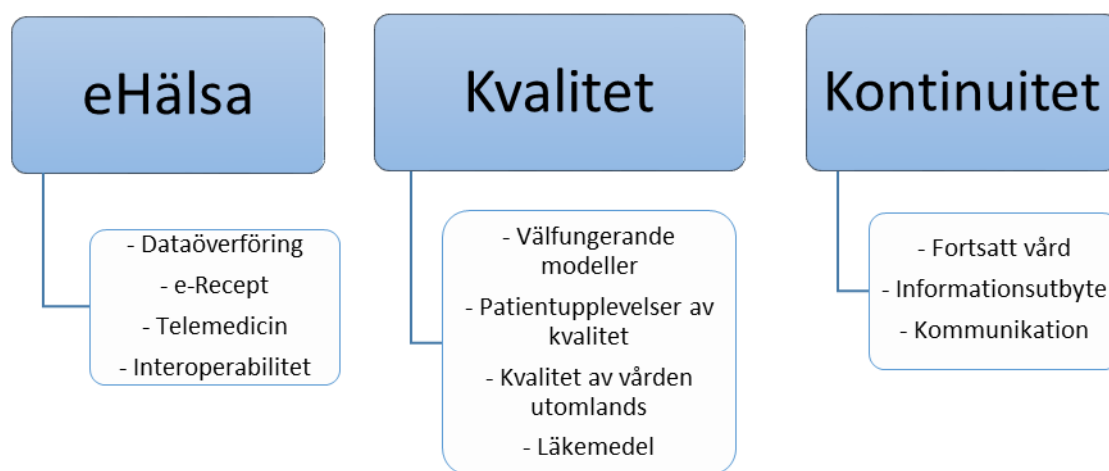 eHälsa
- Dataöverföring
- e-Recept
- Telemedicin
- Interoperabilitet
Kvalitet
- Välfungerande
modeller
- Patientupplevelser av
kvalitet
- Kvalitet av vården
utomlands
- Läkemedel
Kontinuitet
- Fortsatt vård
- Informationsutbyte
- Kommunikation